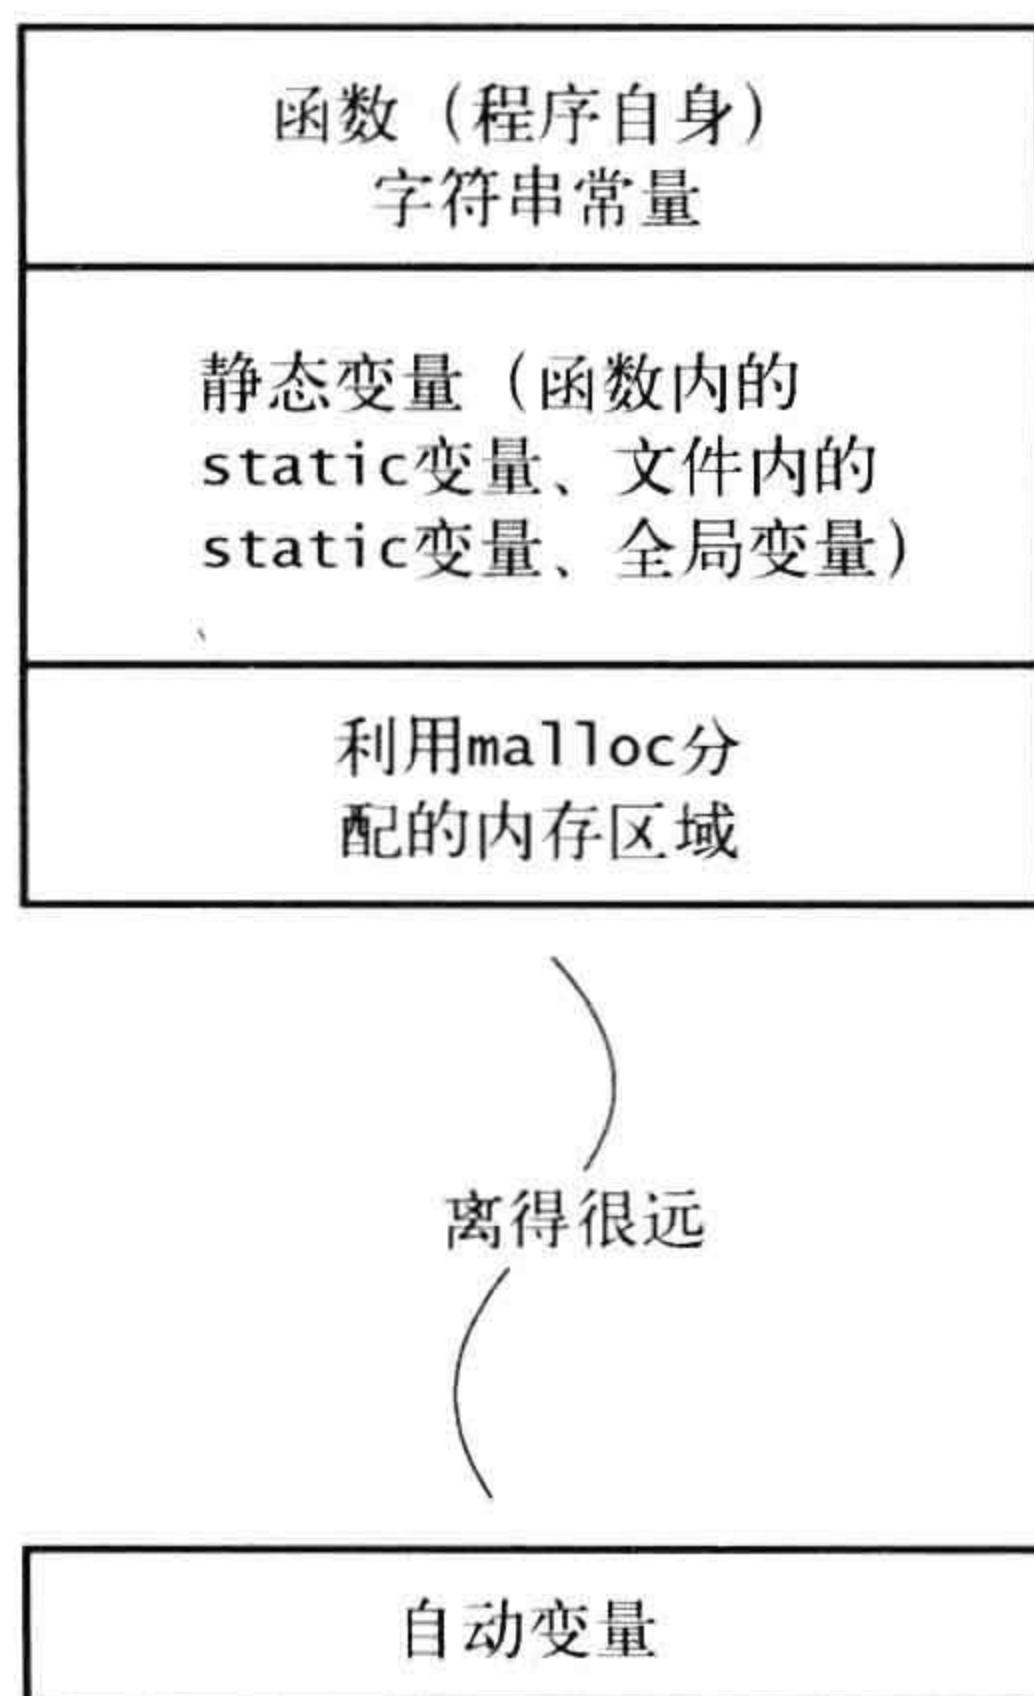 函数（程序自身）
字符串常量
静态变量（函数内的
static变量、文件内的
static变量、全局变量）
利用malloc分
配的内存区域
离得很远
自动变量